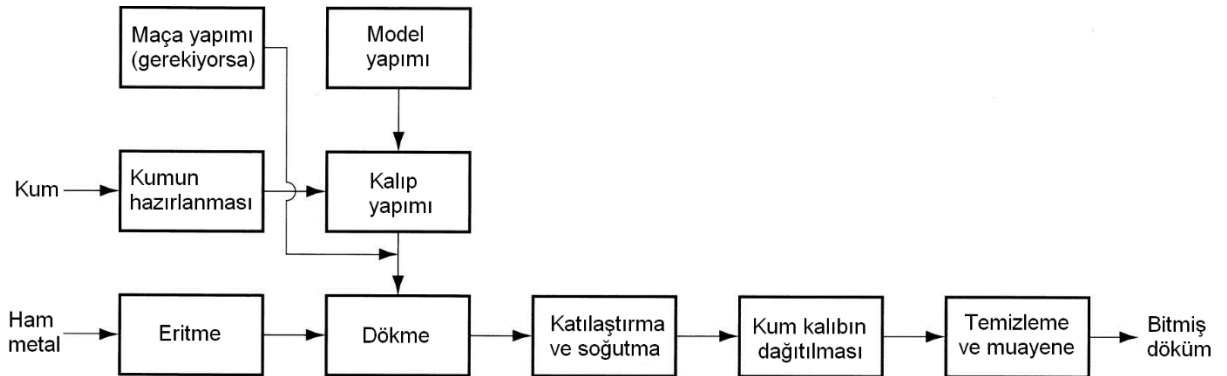 Maça yapımı
(gerekiyorsa)
Model
yapımı
Kum
Kumun
hazırlanması
Kalıp
yapımı
Ham
metal
Eritme
Dökme
Katılaştırma
ve soğutma
Kum kalıbın
dağıtılması
Temizleme
ve muayene
Bitmiş
döküm